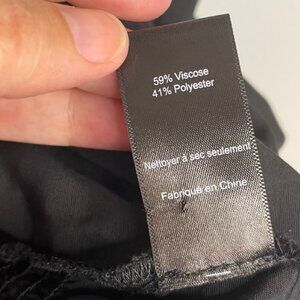 59% Viscose
41% Polyester
Nettoyer à sec seulement
Fabriqué en Chine